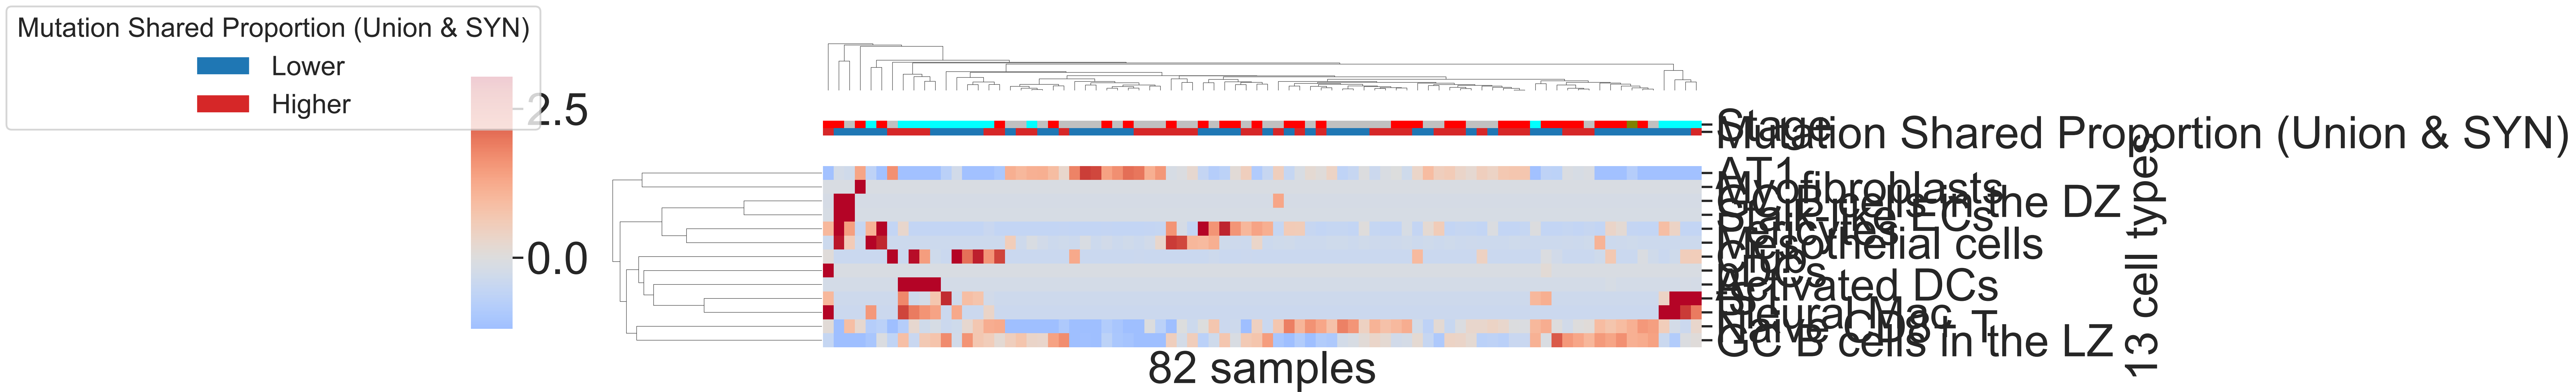 Mutation Shared Proportion (Union & SYN)
Lower
Higher
2.5
0.0
Stage
Mutation Shared Proportion (Union & SYN)
AT1
Myofibroblasts
GC B cells in the DZ
Stalk-like ECs
Pericytes
Mesothelial cells
Club
pDCs
Activated DCs
Pleural Mac
Naive CD8+ T
GC B cells in the LZ
13 cell types
82 samples